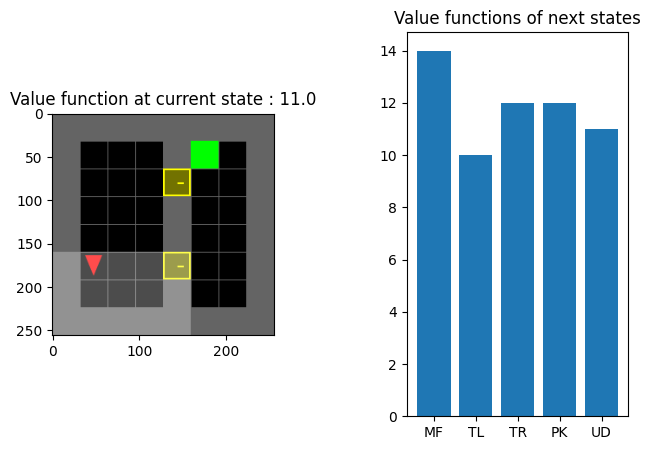 Value functions of next states
Value function at current state : 11.0
0
50
100
150
200
250
0
100
200
14
12
10
8
6
4
2
0
MF
TL
TR
PK
UD